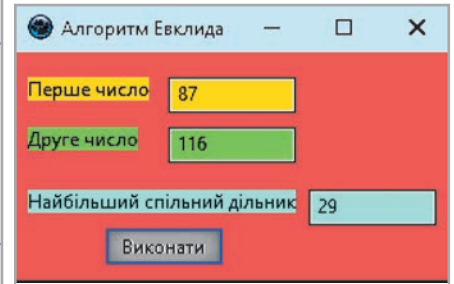 Алгоритм Евклида
Перше число 87
Друге число 116
Найбільший спільний дільник 29
Виконати